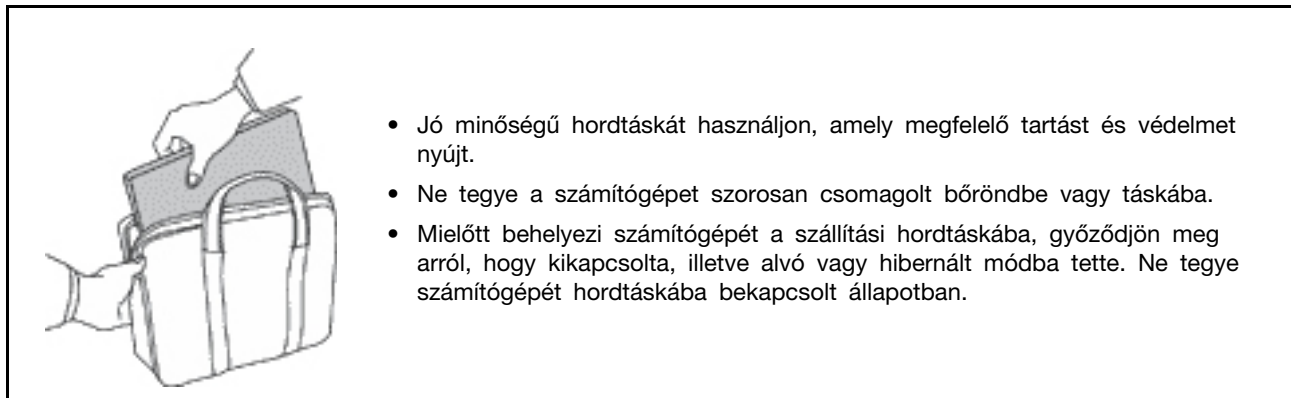 • Jó minőségű hordtáskát használjon, amely megfelelő tartást és védelmet
nyújt.
• Ne tegye a számítógépet szorosan csomagolt bőröndbe vagy táskába.
• Mielőtt behelyezi számítógépét a szállítási hordtáskába, győződjön meg
arról, hogy kikapcsolta, illetve alvó vagy hibernált módba tette. Ne tegye
számítógépét hordtáskába bekapcsolt állapotban.